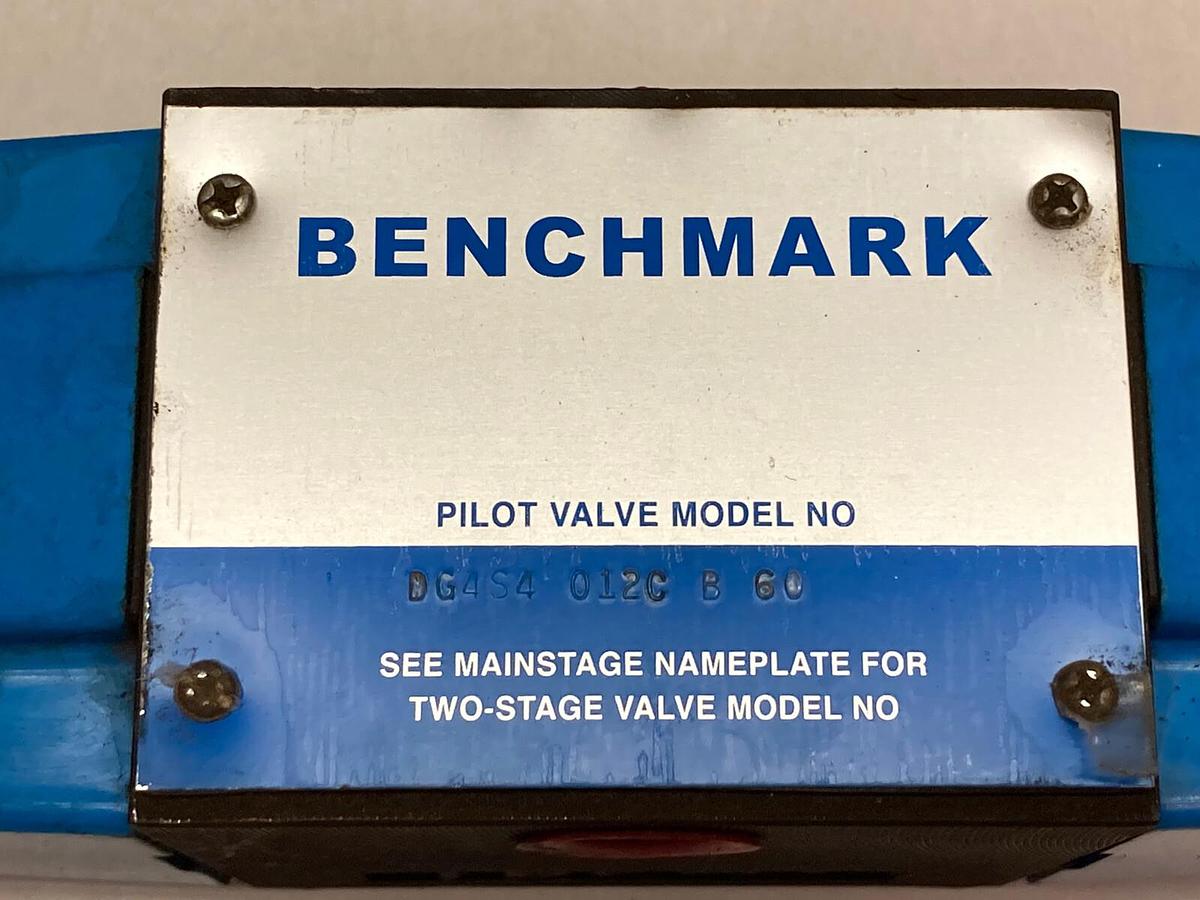 BENCHMARK
PILOT VALVE MODEL NO
DG4S4 012C B 60
SEE MAINSTAGE NAMEPLATE FOR
TWO-STAGE VALVE MODEL NO